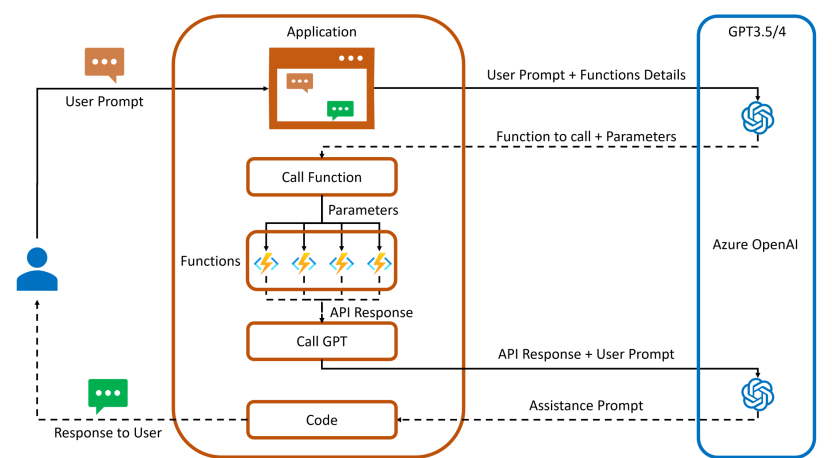 Application
GPT3.5/4
User Prompt
User Prompt + Functions Details
Function to call + Parameters
Call Function
Parameters
Functions
Azure OpenAI
API Response
Call GPT
API Response + User Prompt
Assistance Prompt
Code
Response to User